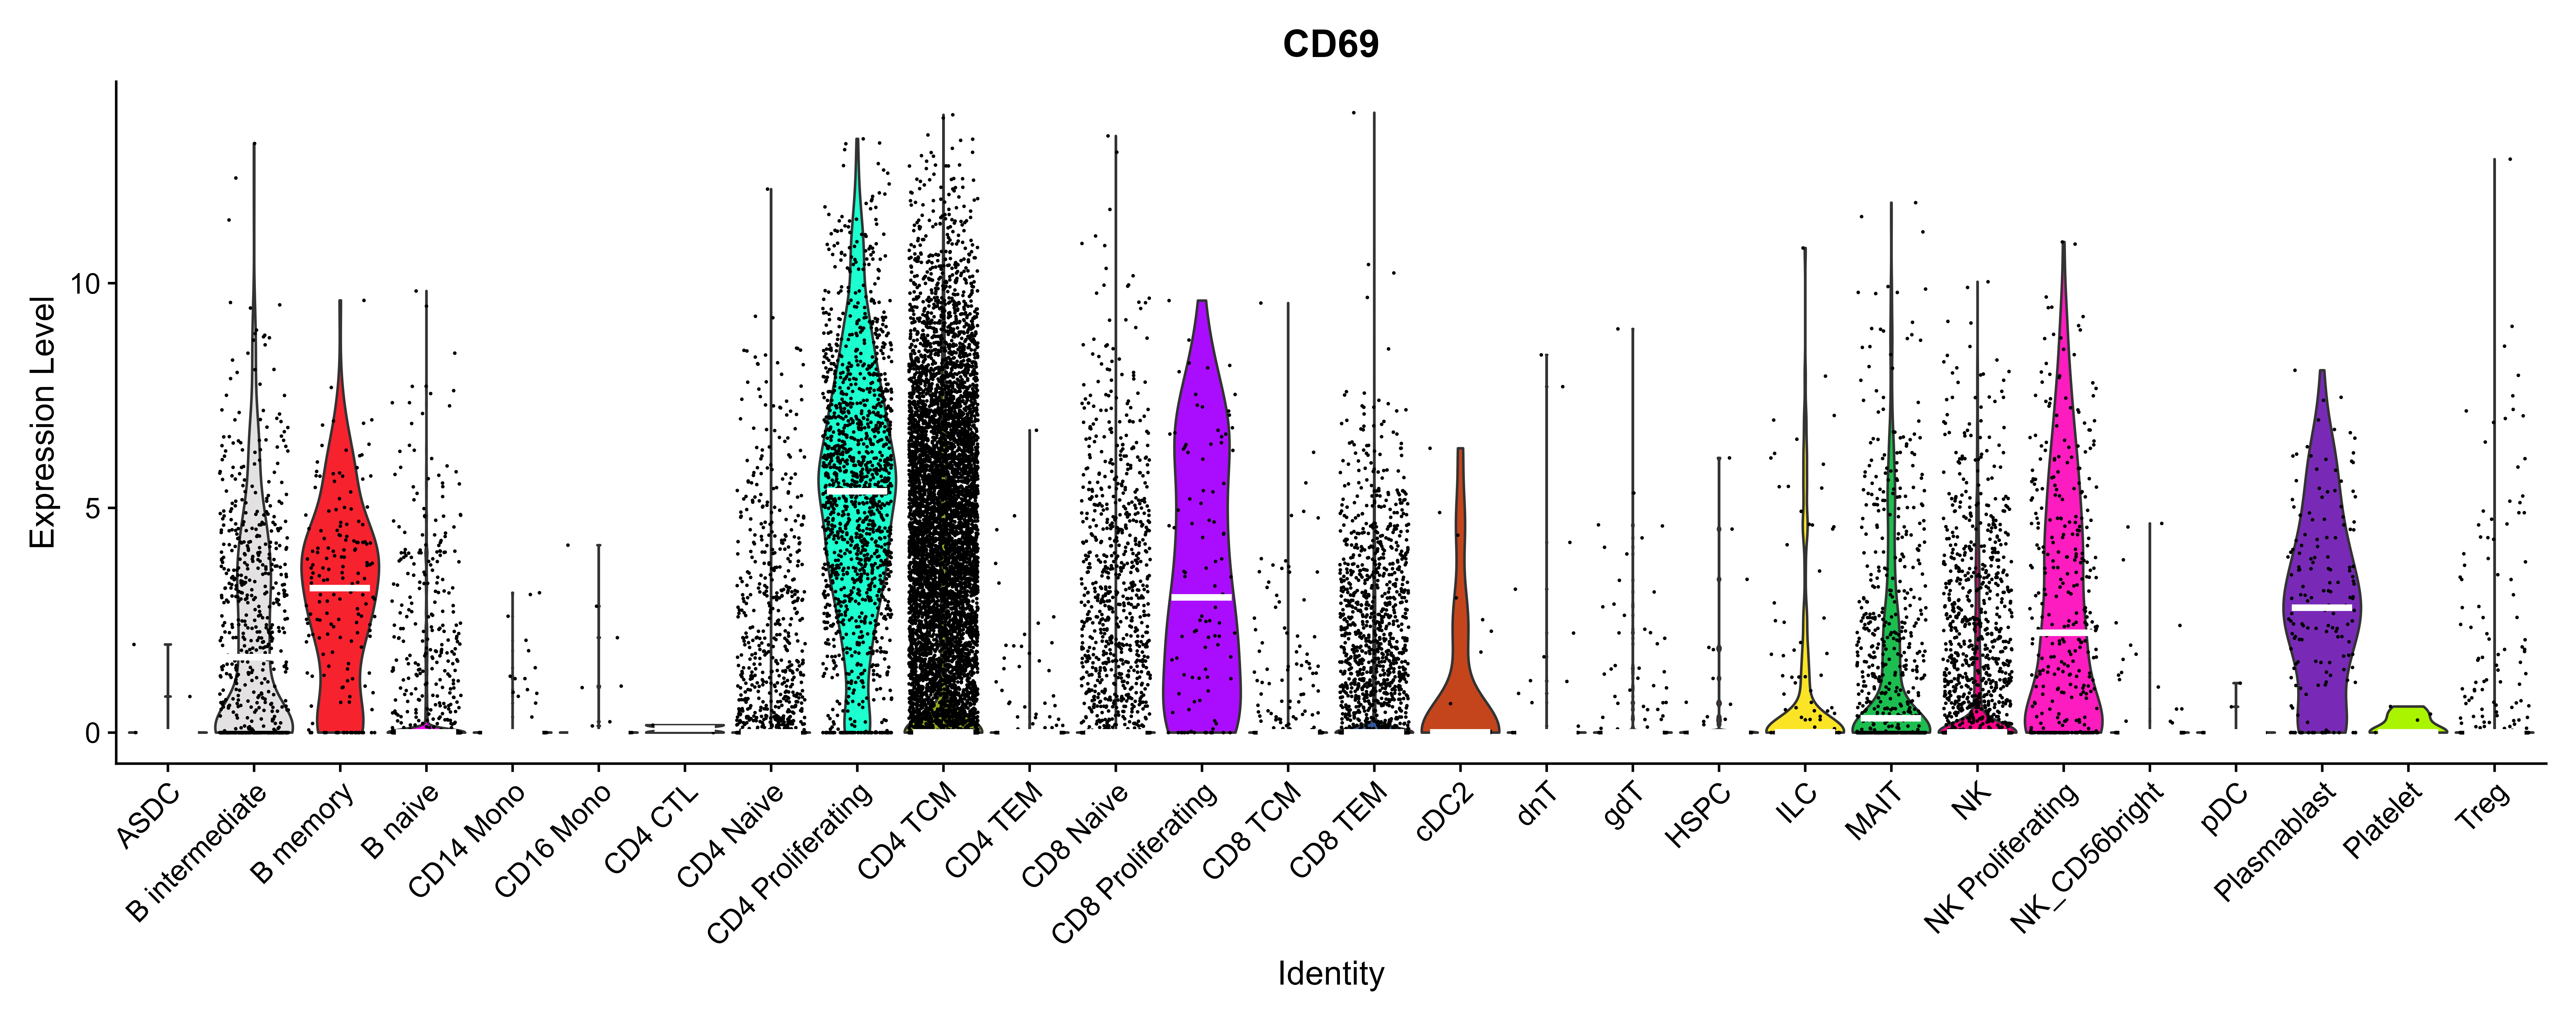 CD69
Expression Level
10
5
0
ASDC
B intermediate
B memory
B naive
CD14 Mono
CD16 Mono
CD4 CTL
CD4 Naive
CD4 Proliferating
CD4 TCM
CD4 TEM
CD8 Naive
CD8 Proliferating
CD8 TCM
CD8 TEM
cDC2
dnT
gdT
HSPC
ILC
MAIT
NK
NK Proliferating
NK_CD56bright
pDC
Plasmablast
Platelet
Treg
Identity